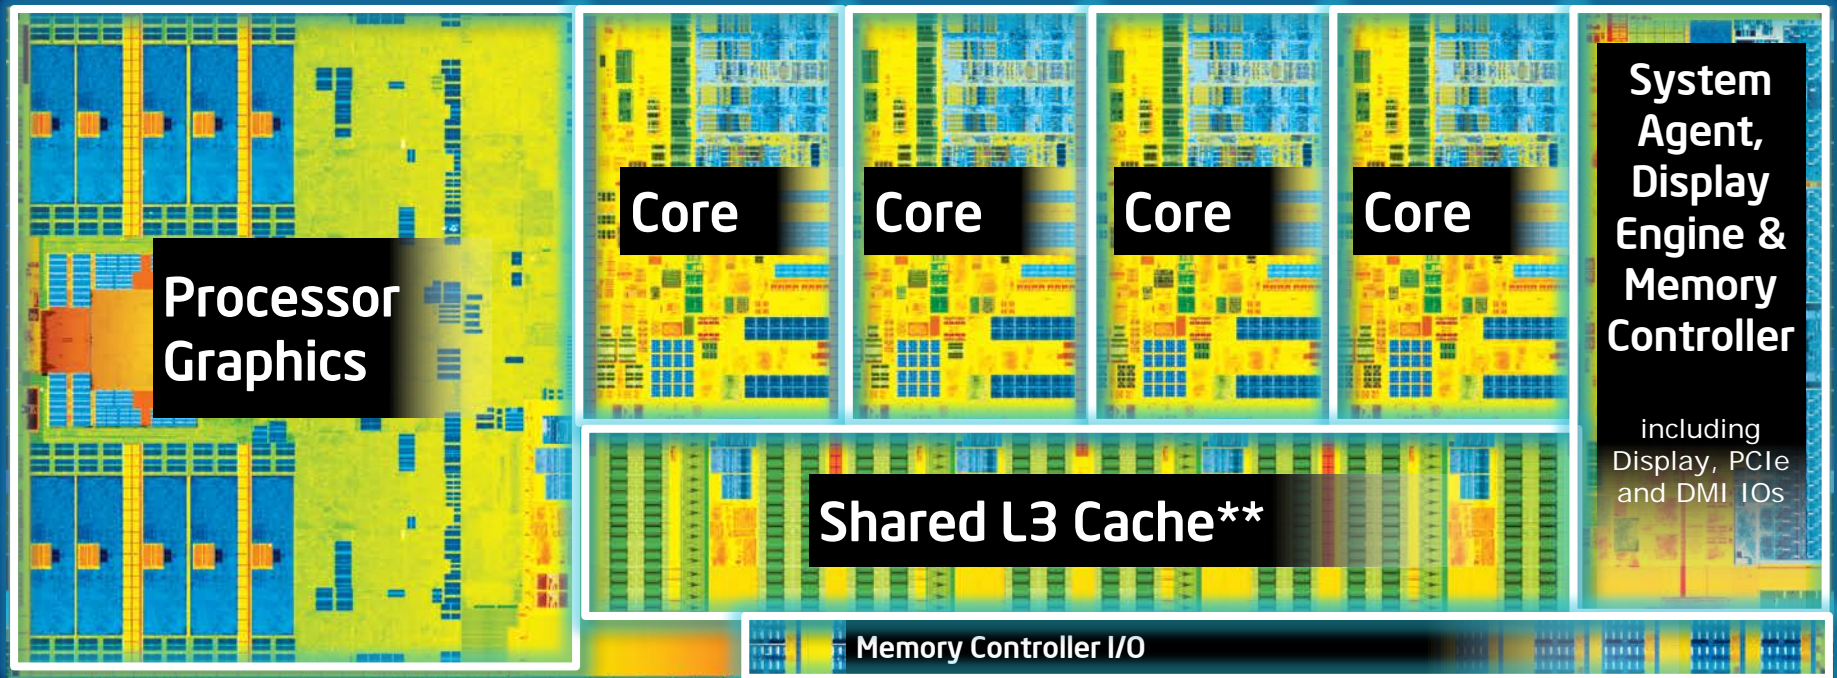 Processor
Graphics
Core
Core
Core
Core
System
Agent,
Display
Engine &
Memory
Controller
including
Display, PCIe
and DMI IOs
Shared L3 Cache**
Memory Controller I/O